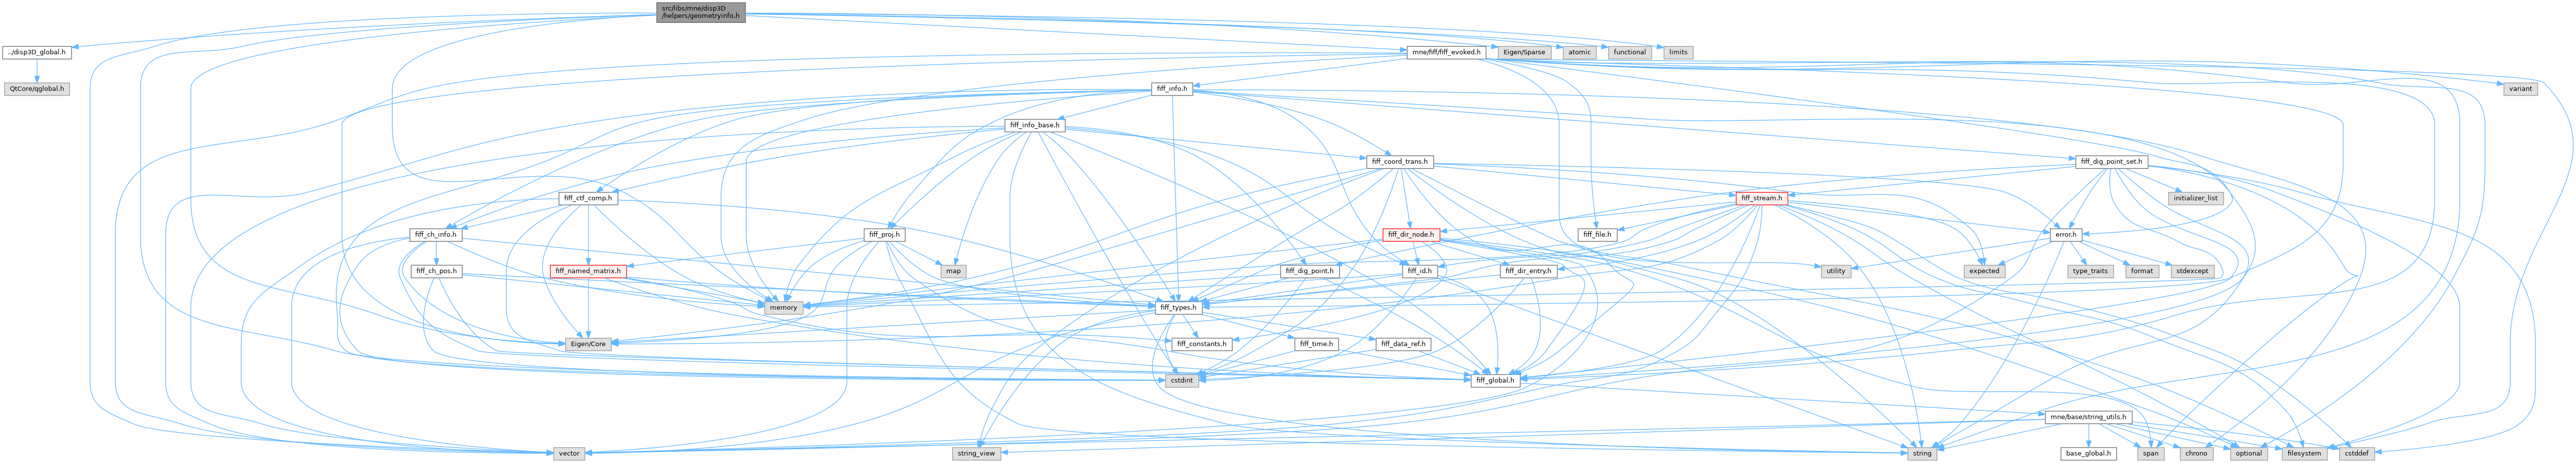 src/libs/mne/disp3D
/helpers/geometryinfo.h
../disp3D_global.h
mne/fiff/fiff_evoked.h
Eigen/Sparse
atomic
functional
limits
QtCore/qglobal.h
fiff_info.h
variant
fiff_info_base.h
fiff_coord_trans.h
fiff_dig_point_set.h
fiff_ctf_comp.h
fiff_stream.h
initializer_list
fiff_ch_info.h
fiff_proj.h
fiff_dir_node.h
fiff_file.h
error.h
fiff_ch_pos.h
fiff_named_matrix.h
map
fiff_dig_point.h
fiff_id.h
fiff_dir_entry.h
utility
expected
type_traits
format
stdexcept
memory
fiff_types.h
Eigen/Core
fiff_constants.h
fiff_time.h
fiff_data_ref.h
cstdint
fiff_global.h
mne/base/string_utils.h
vector
string_view
string
base_global.h
span
chrono
optional
filesystem
cstddef